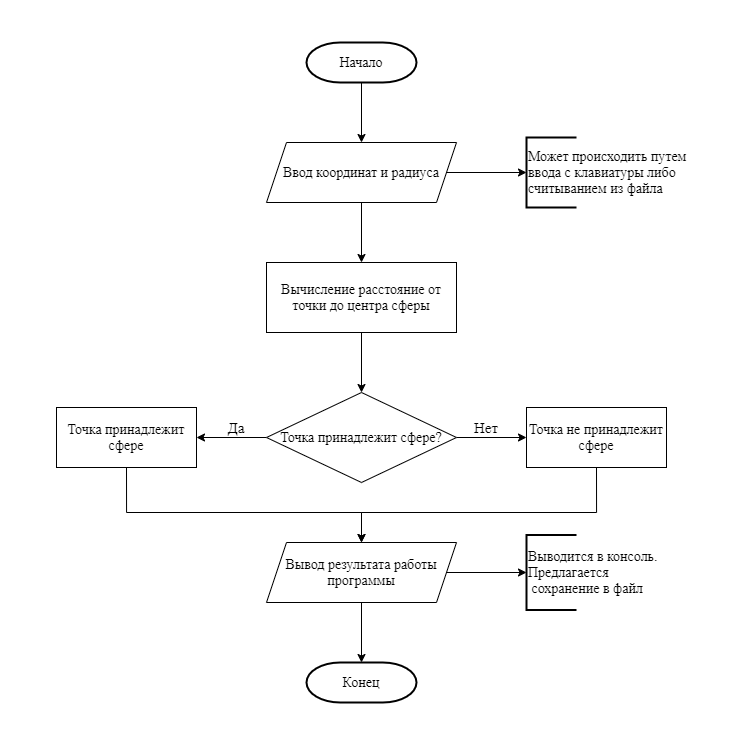 Начало
Ввод координат и радиуса
Может происходить путем
ввода с клавиатуры либо
считыванием из файла
Вычисление расстояние от
точки до центра сферы
Точка принадлежит
сфере
Да
Точка принадлежит сфере?
Нет
Точка не принадлежит
сфере
Вывод результата работы
программы
Выводится в консоль.
Предлагается
сохранение в файл
Конец